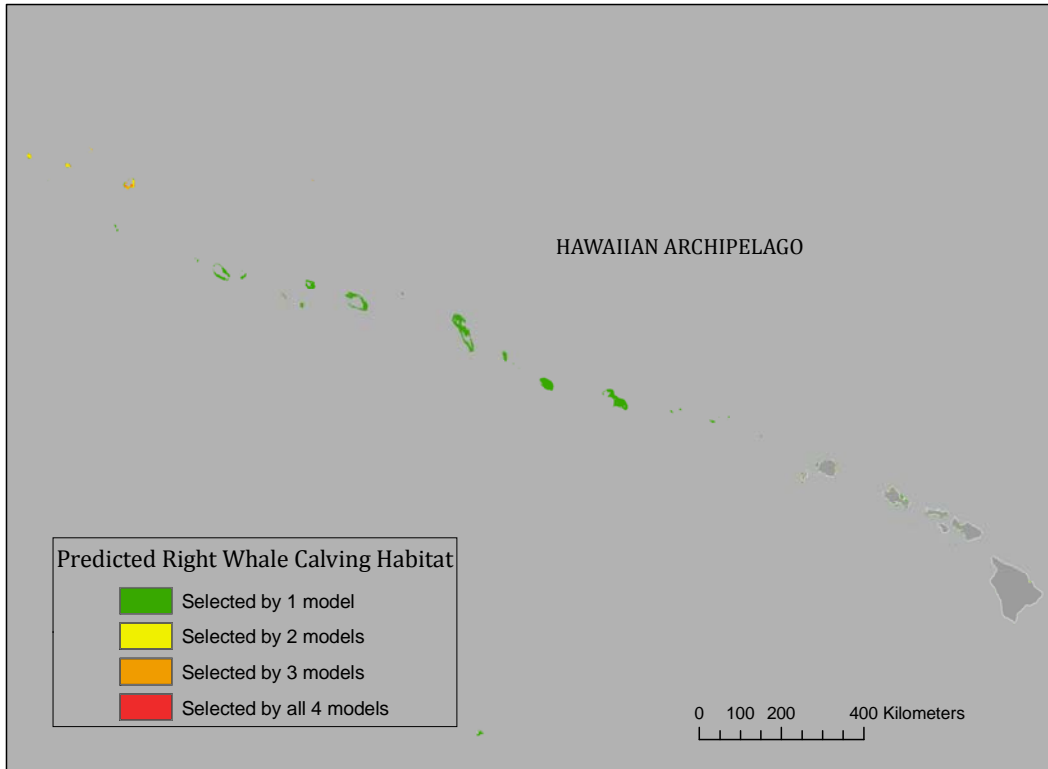 HAWAIIAN ARCHIPELAGO
Predicted Right Whale Calving Habitat
Selected by 1 model
Selected by 2 models
Selected by 3 models
Selected by all 4 models
0 100 200 400 Kilometers